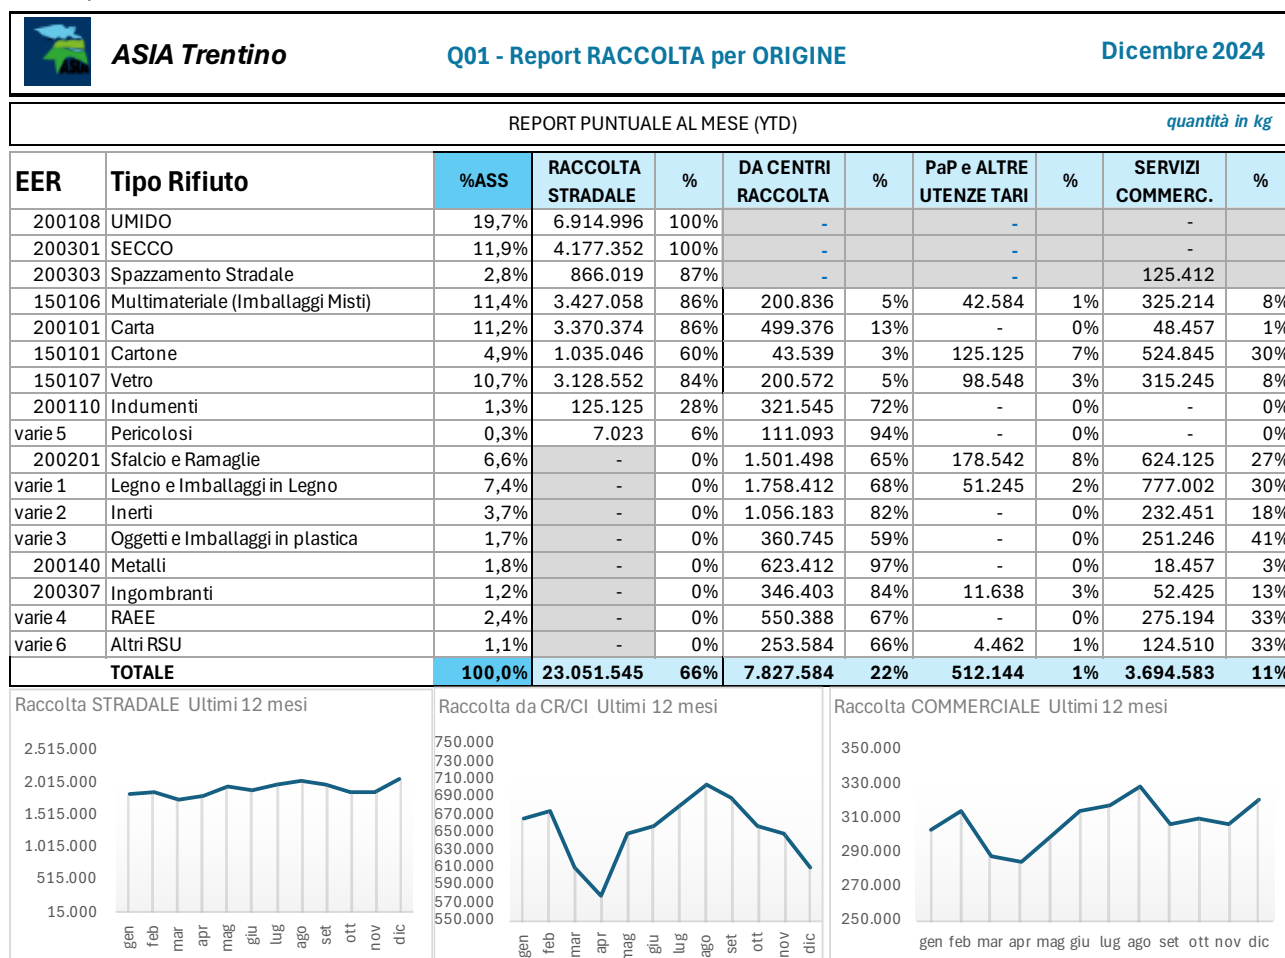 ASIA
ASIA Trentino
Q01 - Report RACCOLTA per ORIGINE
Dicembre 2024
REPORT PUNTUALE AL MESE (YTD)
quantità in kg
EER Tipo Rifiuto %ASS RACCOLTA STRADALE % DA CENTRI RACCOLTA % PaP e ALTRE UTENZE TARI % SERVIZI COMMERC. %
200108 UMIDO 19,7% 6.914.996 100% - - -
200301 SECCO 11,9% 4.177.352 100% - - -
200303 Spazzamento Stradale 2,8% 866.019 87% - - 125.412
150106 Multimateriale (Imballaggi Misti) 11,4% 3.427.058 86% 200.836 5% 42.584 1% 325.214 8%
200101 Carta 11,2% 3.370.374 86% 499.376 13% - 0% 48.457 1%
150101 Cartone 4,9% 1.035.046 60% 43.539 3% 125.125 7% 524.845 30%
150107 Vetro 10,7% 3.128.552 84% 200.572 5% 98.548 3% 315.245 8%
200110 Indumenti 1,3% 125.125 28% 321.545 72% - 0% - 0%
varie 5 Pericolosi 0,3% 7.023 6% 111.093 94% - 0% - 0%
200201 Sfalcio e Ramaglie 6,6% - 0% 1.501.498 65% 178.542 8% 624.125 27%
varie 1 Legno e Imballaggi in Legno 7,4% - 0% 1.758.412 68% 51.245 2% 777.002 30%
varie 2 Inerti 3,7% - 0% 1.056.183 82% - 0% 232.451 18%
varie 3 Oggetti e Imballaggi in plastica 1,7% - 0% 360.745 59% - 0% 251.246 41%
200140 Metalli 1,8% - 0% 623.412 97% - 0% 18.457 3%
200307 Ingombranti 1,2% - 0% 346.403 84% 11.638 3% 52.425 13%
varie 4 RAEE 2,4% - 0% 550.388 67% - 0% 275.194 33%
varie 6 Altri RSU 1,1% - 0% 253.584 66% 4.462 1% 124.510 33%
TOTALE 100,0% 23.051.545 66% 7.827.584 22% 512.144 1% 3.694.583 11%
Raccolta STRADALE Ultimi 12 mesi
2.515.000
2.015.000
1.515.000
1.015.000
515.000
15.000
gen feb mar apr mag giu lug ago set ott nov dic
Raccolta da CR/CI Ultimi 12 mesi
750.000
730.000
710.000
690.000
670.000
650.000
630.000
610.000
590.000
570.000
550.000
gen feb mar apr mag giu lug ago set ott nov dic
Raccolta COMMERCIALE Ultimi 12 mesi
350.000
330.000
310.000
290.000
270.000
250.000
gen feb mar apr mag giu lug ago set ott nov dic